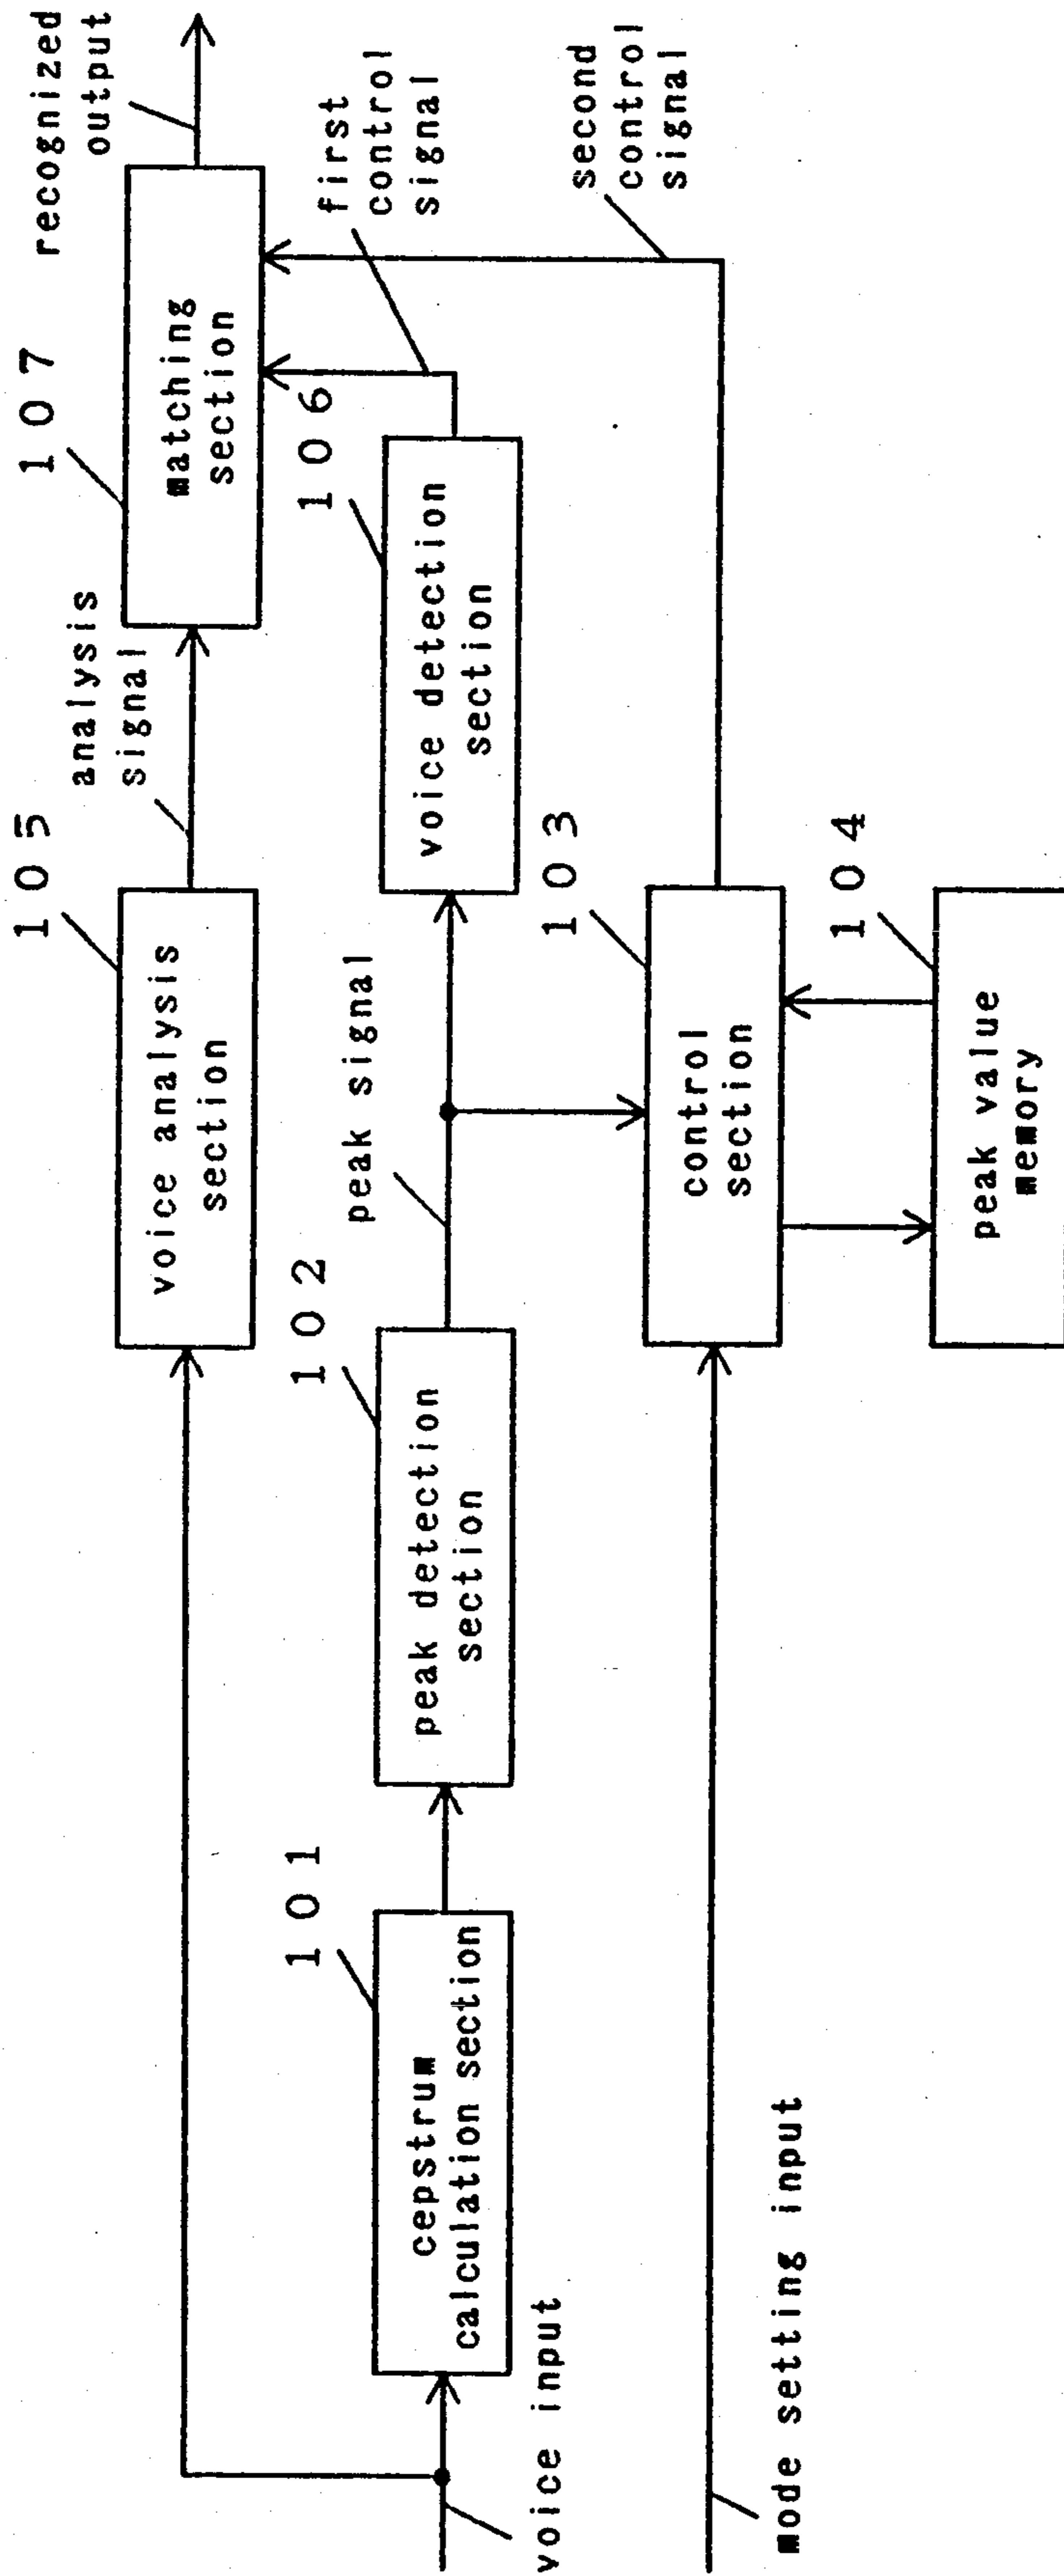 105
voice analysis
section
analysis
signal
107
matching
section
recognized
output
voice input
101
cepstrum
calculation section
102
peak detection
section
peak signal
106
voice detection
section
first
control
signal
mode setting input
103
control
section
second
control
signal
104
peak value
memory